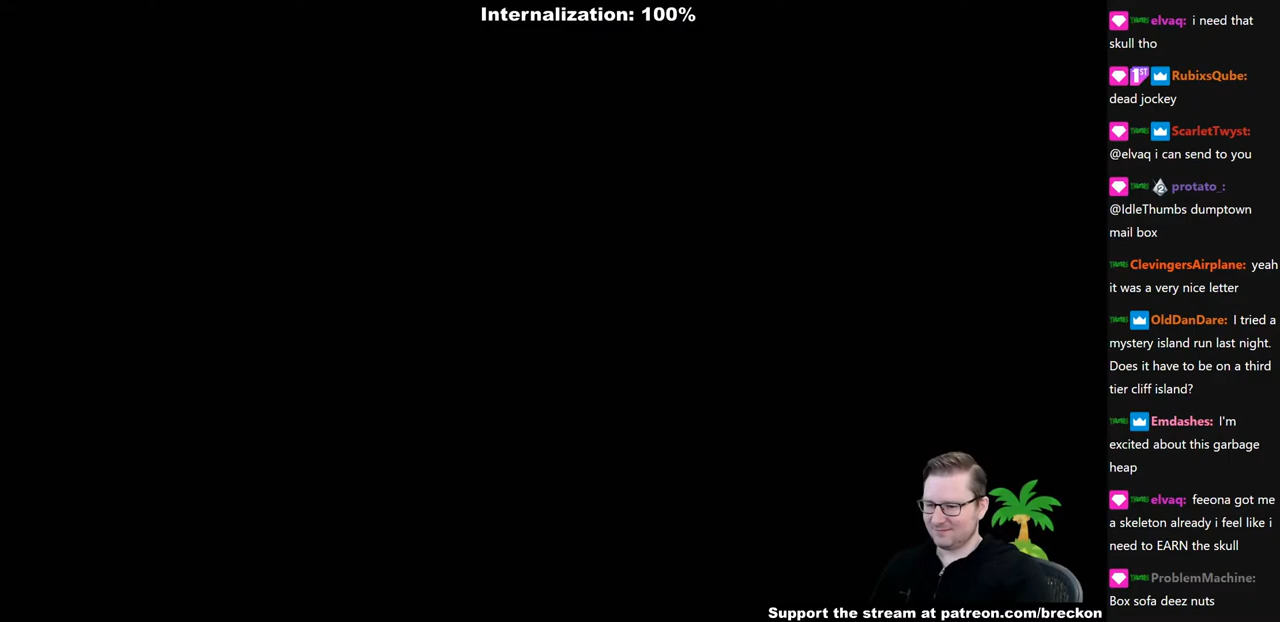 Internalization: 100%
elvaq: i need that
skull tho
RubixsQube:
dead jockey
ScarletTwyst:
@elvaq i can send to you
protato_:
@IdleThumbs dumptown
mail box
ClevingersAirplane: yeah
it was a very nice letter
OldDanDare: I tried a
mystery island run last night.
Does it have to be on a third
tier cliff island?
Emdashes: I'm
excited about this garbage
heap
elvaq: feeona got me
a skeleton already i feel like i
need to EARN the skull
ProblemMachine:
Box sofa deez nuts
Support the stream at patreon.com/breckon